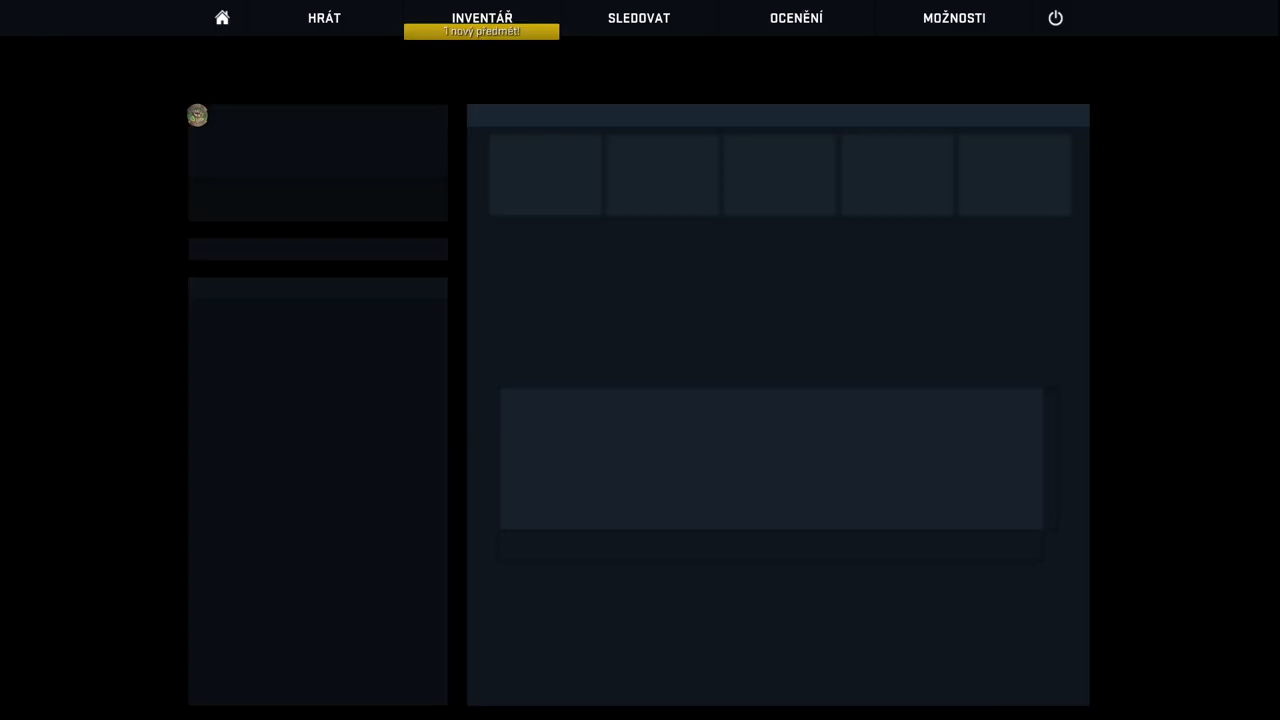 HRÁT
INVENTÁŘ
SLEDOVAT
OCENĚNÍ
MOŽNOSTI
1 nový předmět!